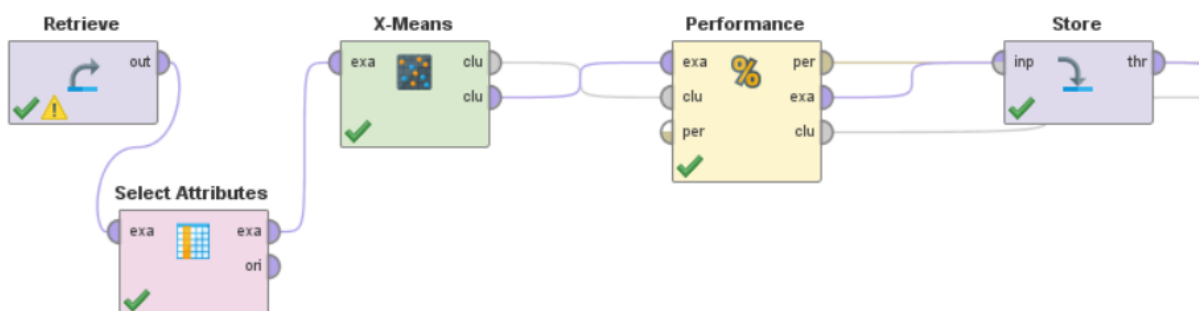 Retrieve
out
X-Means
exa clu
clu
Performance
% 
exa per
clu exa
per clu
Store
inp thr
Select Attributes
exa exa
ori